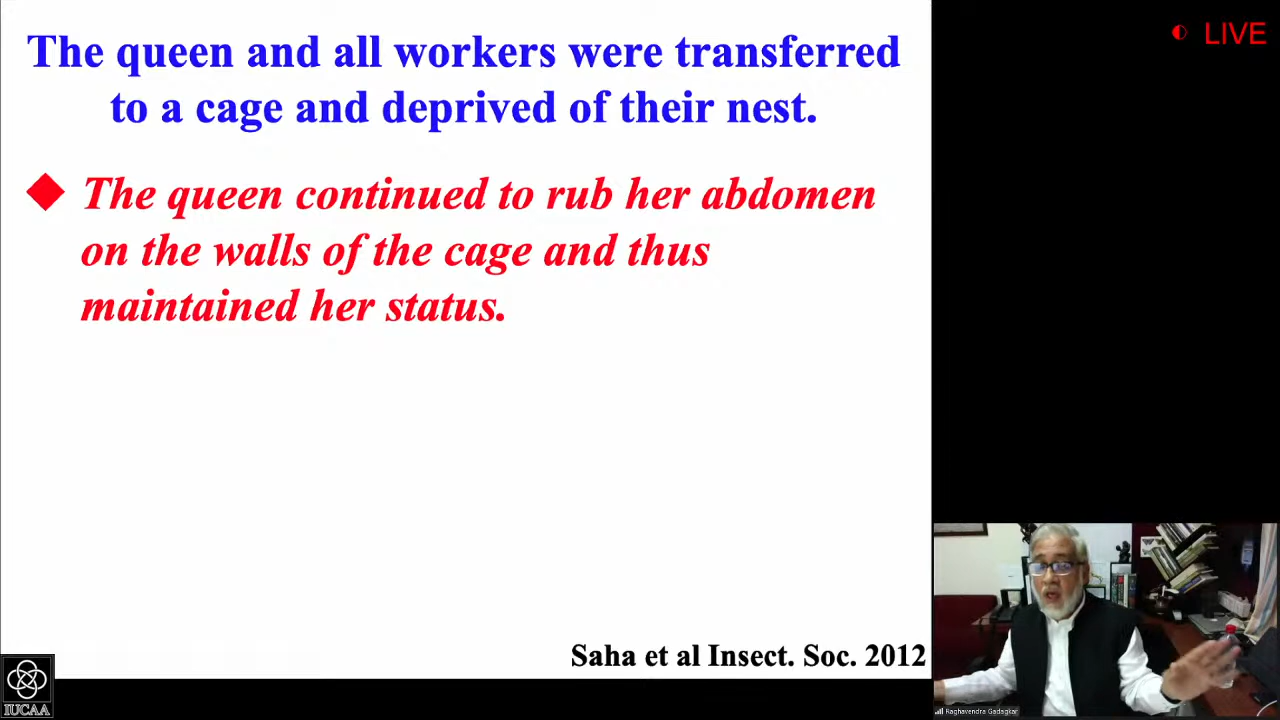 The queen and all workers were transferred
to a cage and deprived of their nest.
The queen continued to rub her abdomen
on the walls of the cage and thus
maintained her status.
Saha et al Insect. Soc. 2012
LIVE
IUCAA
Raghavendra Gadagkar